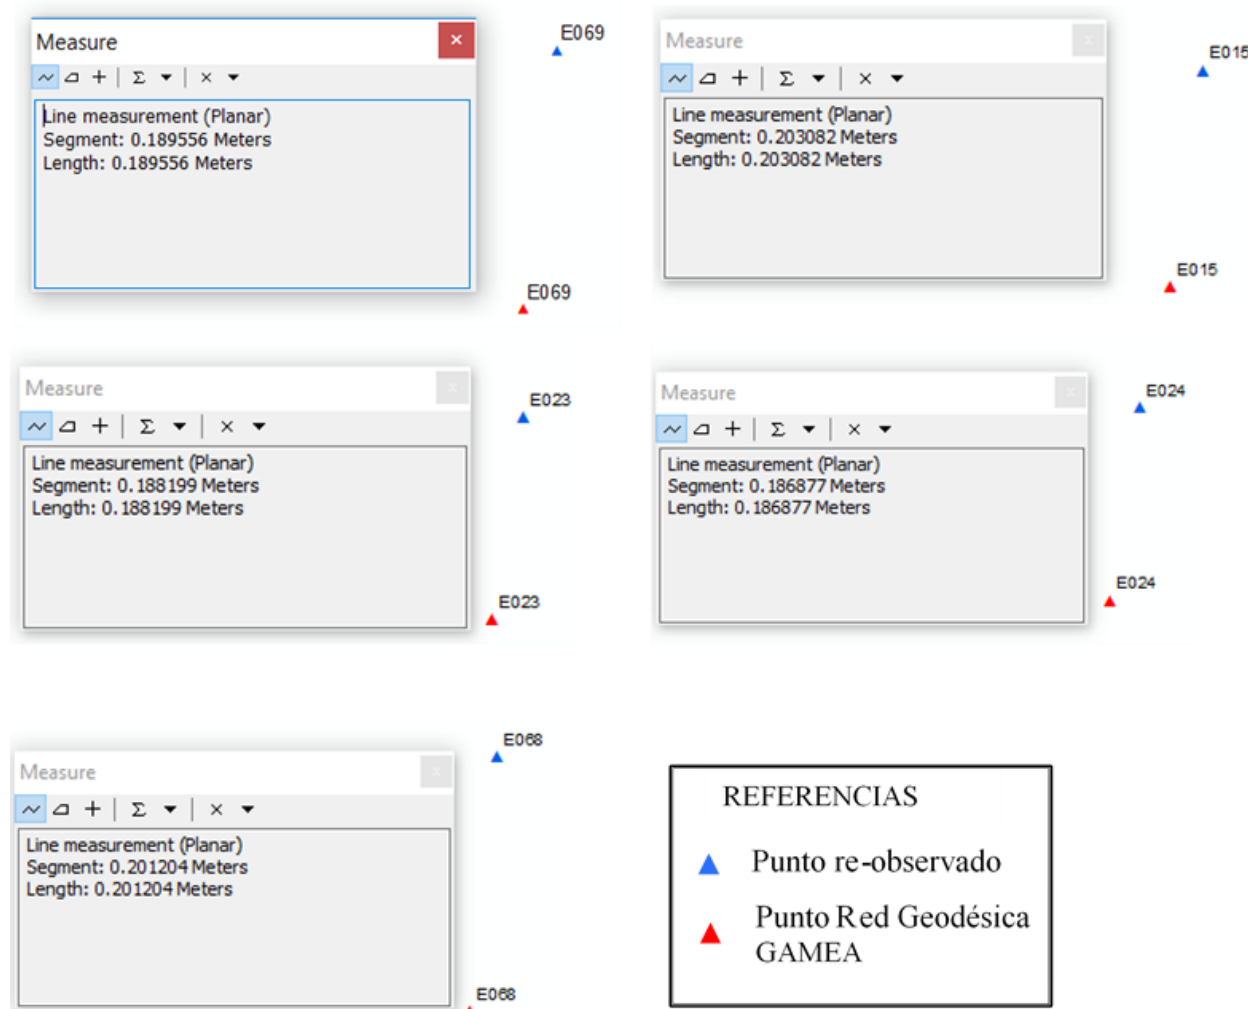 Measure
Line measurement (Planar)
Segment: 0.189556 Meters
Length: 0.189556 Meters
E069
E069
Measure
Line measurement (Planar)
Segment: 0.203082 Meters
Length: 0.203082 Meters
E015
E015
Measure
Line measurement (Planar)
Segment: 0.188199 Meters
Length: 0.188199 Meters
E023
E023
Measure
Line measurement (Planar)
Segment: 0.186877 Meters
Length: 0.186877 Meters
E024
E024
Measure
Line measurement (Planar)
Segment: 0.201204 Meters
Length: 0.201204 Meters
E068
E068
REFERENCIAS
Punto re-observado
Punto Red Geodésica
GAMEA